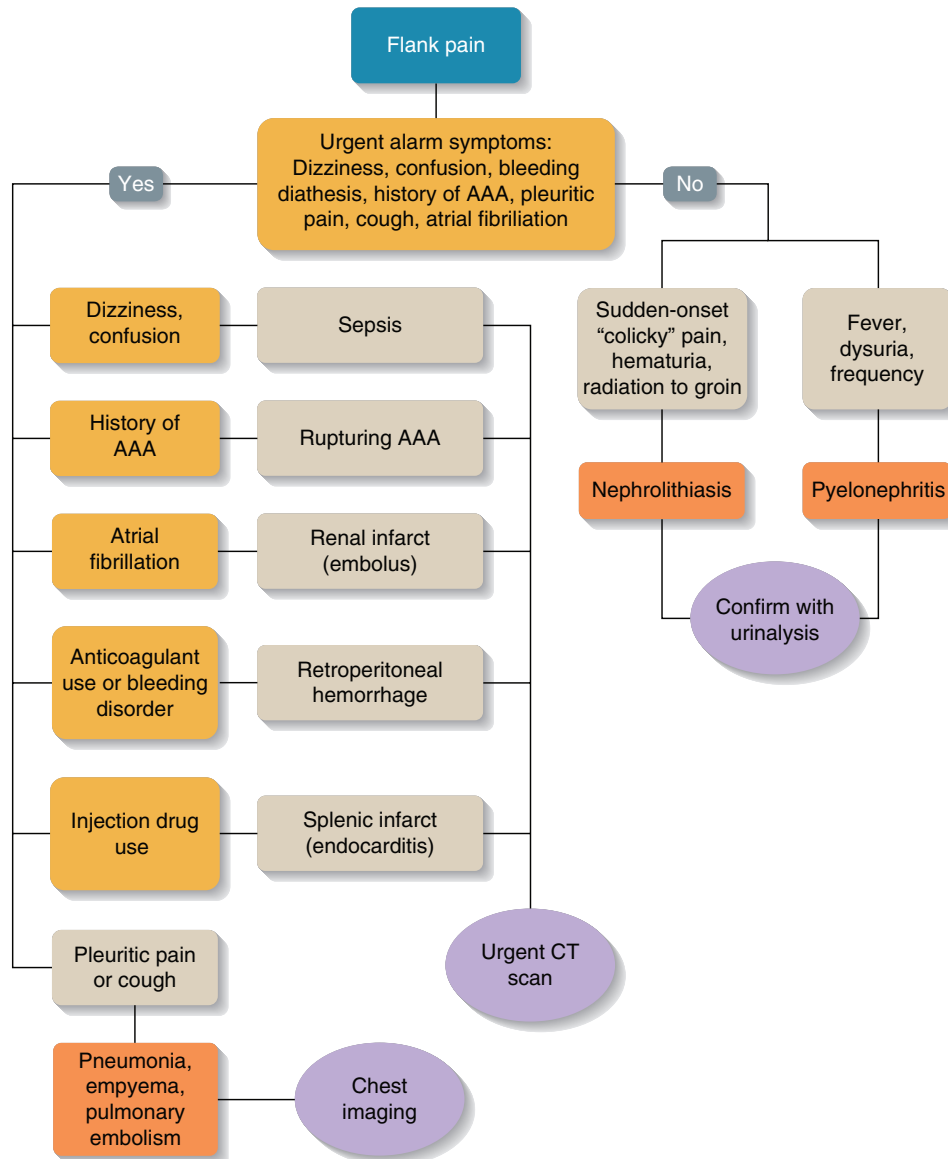 Flank pain
Urgent alarm symptoms:
Dizziness, confusion, bleeding
diathesis, history of AAA, pleuritic
pain, cough, atrial fibriliation
Yes
No
Dizziness,
confusion
Sepsis
History of
AAA
Rupturing AAA
Atrial
fibrillation
Renal infarct
(embolus)
Anticoagulant
use or bleeding
disorder
Retroperitoneal
hemorrhage
Injection drug
use
Splenic infarct
(endocarditis)
Urgent CT
scan
Pleuritic pain
or cough
Pneumonia,
empyema,
pulmonary
embolism
Chest
imaging
Sudden-onset
“colicky” pain,
hematuria,
radiation to groin
Fever,
dysuria,
frequency
Nephrolithiasis
Pyelonephritis
Confirm with
urinalysis